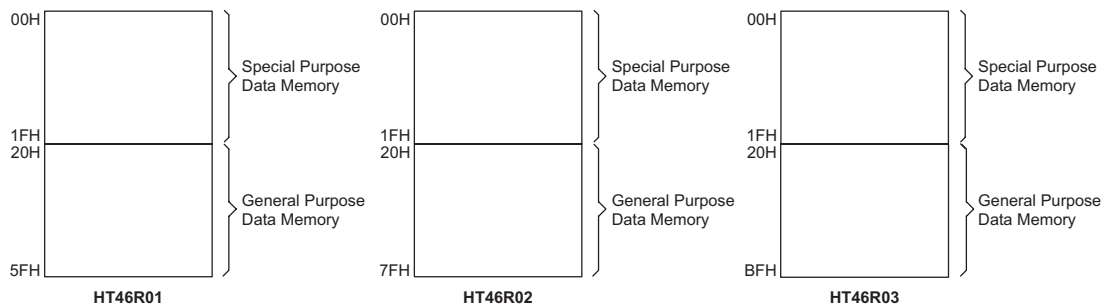 00H
Special Purpose
Data Memory
1FH
20H
General Purpose
Data Memory
5FH
HT46R01
00H
Special Purpose
Data Memory
1FH
20H
General Purpose
Data Memory
7FH
HT46R02
00H
Special Purpose
Data Memory
1FH
20H
General Purpose
Data Memory
BFH
HT46R03